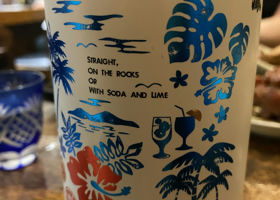 STRAIGHT,
ON THE ROCKS
OR
WITH SODA AND LIME